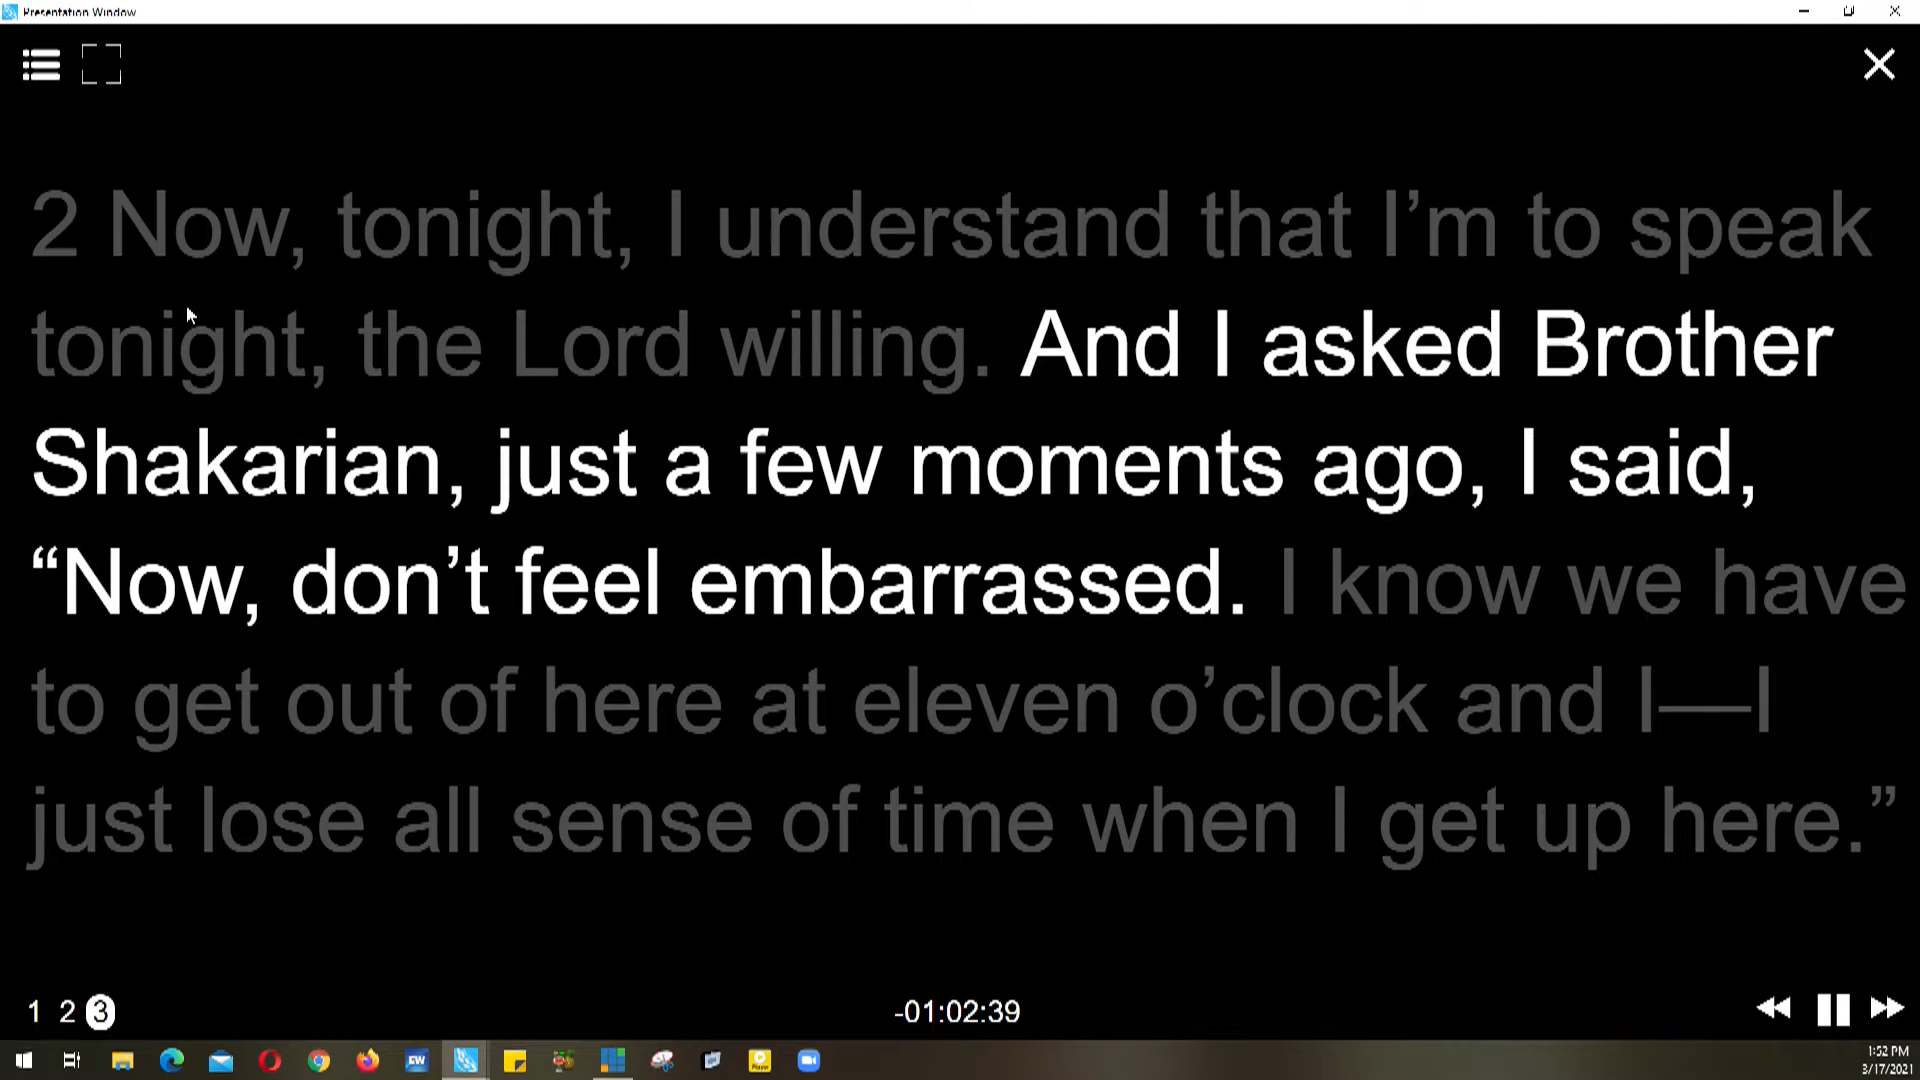 Presentation Window
2 Now, tonight, I understand that I’m to speak
tonight, the Lord willing. And I asked Brother
Shakarian, just a few moments ago, I said,
“Now, don’t feel embarrassed. I know we have
to get out of here at eleven o’clock and I—I
just lose all sense of time when I get up here.”
1 2 3
-01:02:39
EW
1:52 PM
3/17/2021